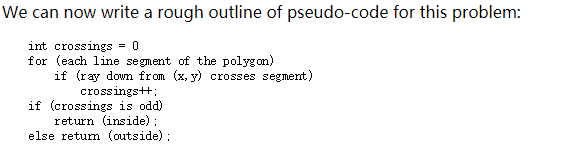 We can now write a rough outline of pseudo-code for this problem:
int crossings = 0
for (each line segment of the polygon)
    if (ray down from (x, y) crosses segment)
        crossings++;
if (crossings is odd)
    return (inside);
else return (outside);